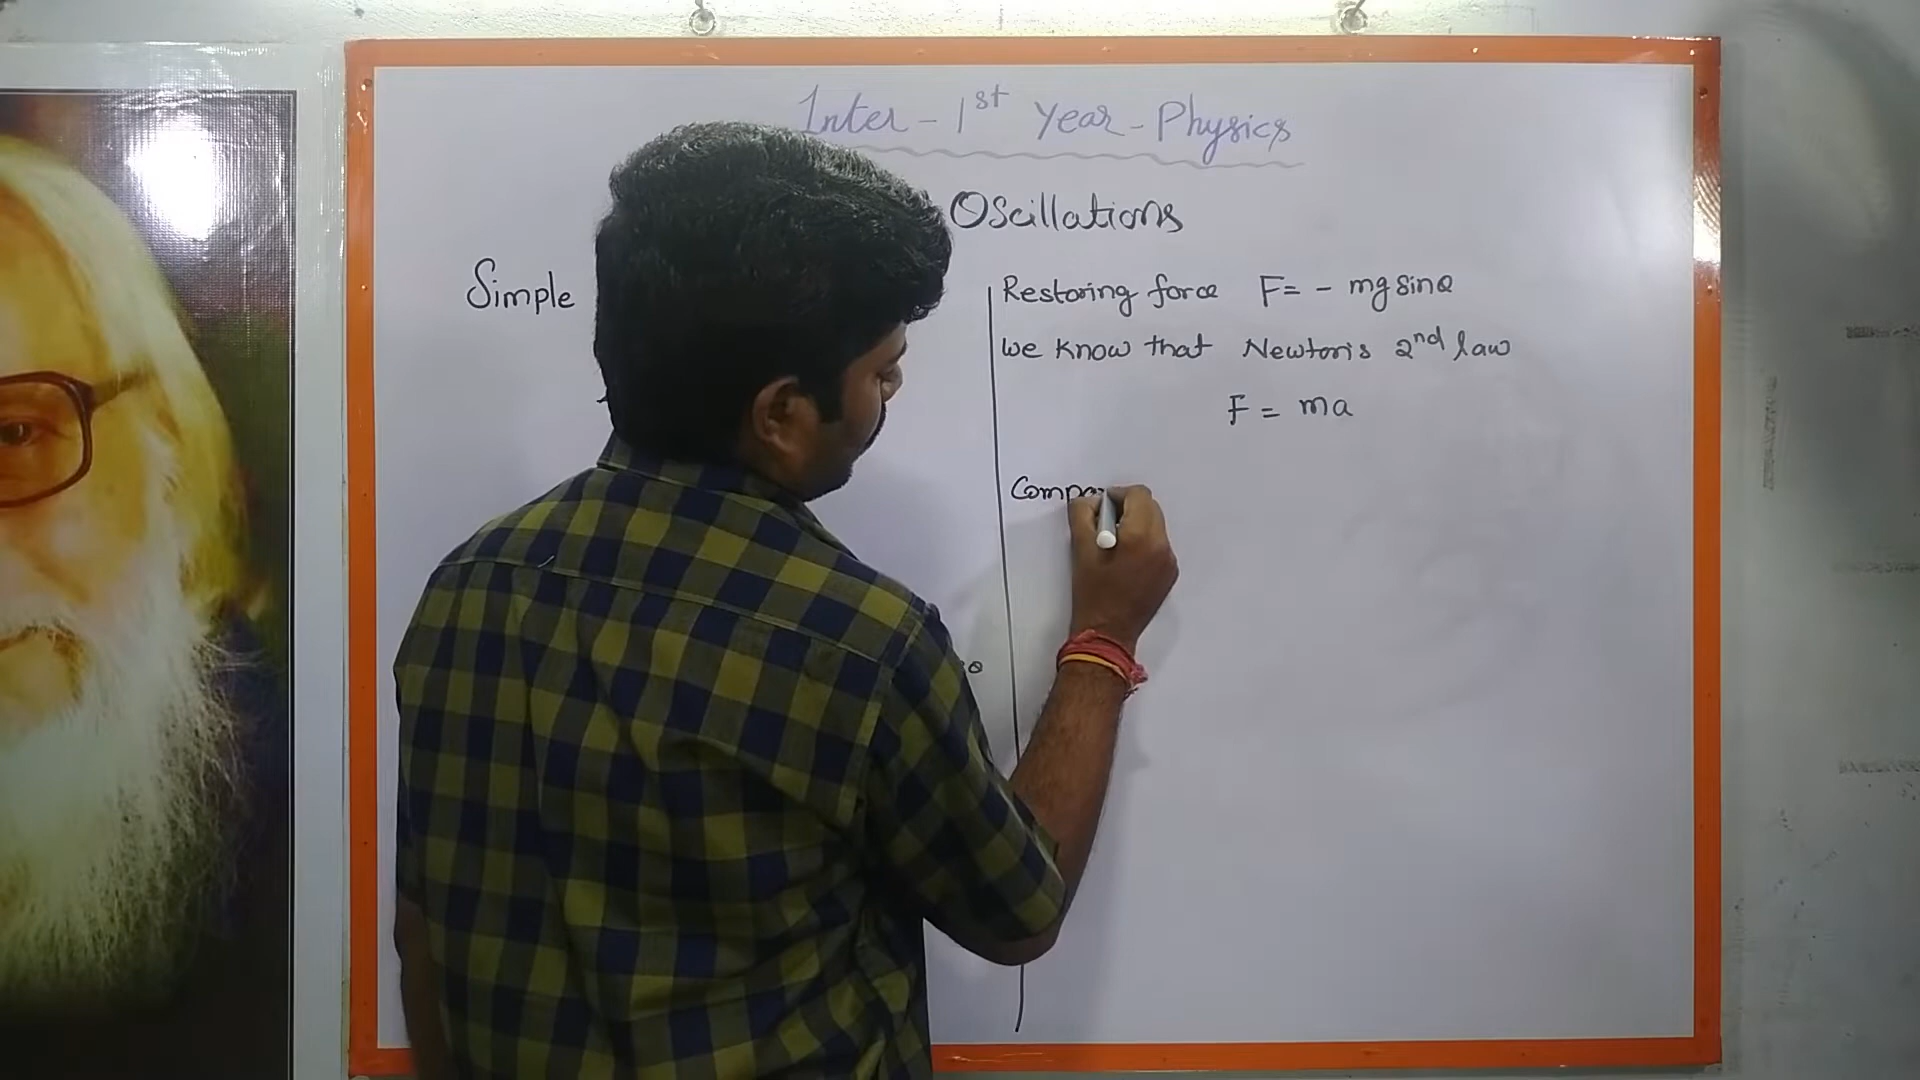 Inter - 1st Year - Physics
Oscillations
Simple
Restoring force F = - mg sinθ
we know that Newton's 2nd law
F = ma